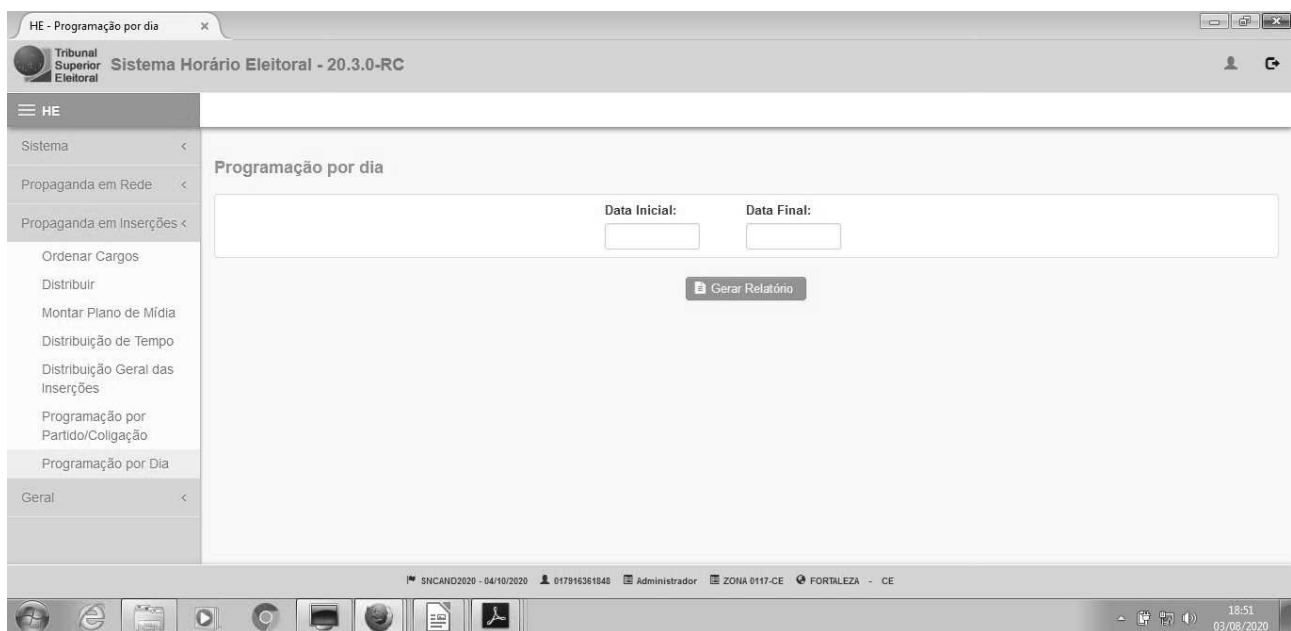 HE - Programação por dia
Tribunal
Superior
Eleitoral
Sistema Horário Eleitoral - 20.3.0-RC
HE
Sistema
Propaganda em Rede
Propaganda em Inserções
Ordenar Cargos
Distribuir
Montar Plano de Mídia
Distribuição de Tempo
Distribuição Geral das
Inserções
Programação por
Partido/Coligação
Programação por Dia
Geral
Programação por dia
Data Inicial: Data Final:
Gerar Relatório
SNCAND2020 - 04/10/2020 017916361848 Administrador ZONA 0117-CE FORTALEZA - CE
18:51
03/08/2020